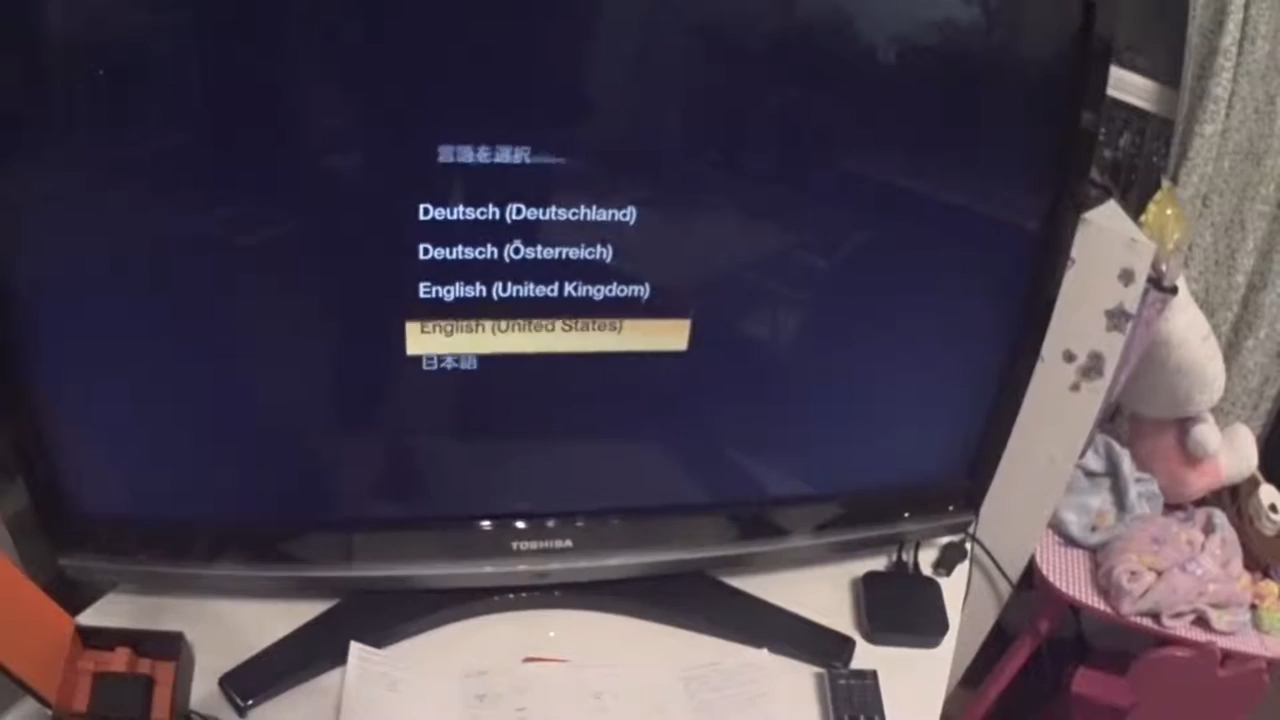 言語を選択
Deutsch (Deutschland)
Deutsch (Österreich)
English (United Kingdom)
English (United States)
日本語
TOSHIBA